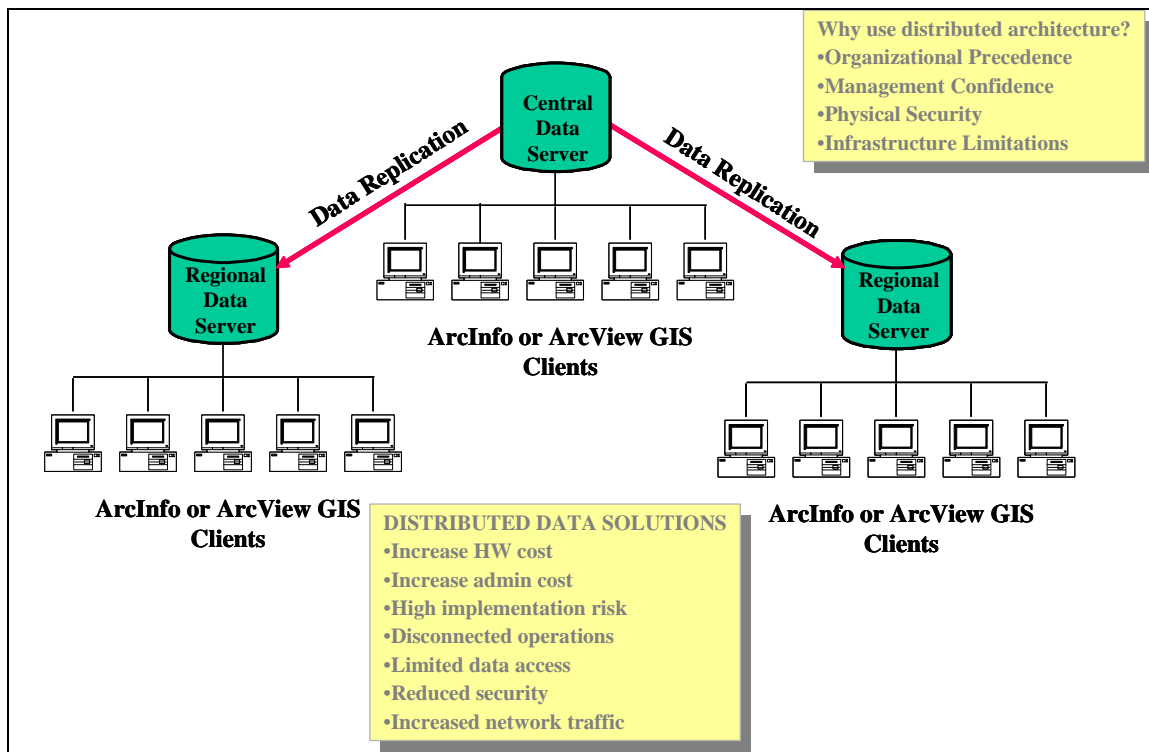 Why use distributed architecture?
•Organizational Precedence
•Management Confidence
•Physical Security
•Infrastructure Limitations
Central
Data
Server
Data Replication
Data Replication
Regional
Data
Server
Regional
Data
Server
ArcInfo or ArcView GIS
Clients
ArcInfo or ArcView GIS
Clients
ArcInfo or ArcView GIS
Clients
DISTRIBUTED DATA SOLUTIONS
•Increase HW cost
•Increase admin cost
•High implementation risk
•Disconnected operations
•Limited data access
•Reduced security
•Increased network traffic